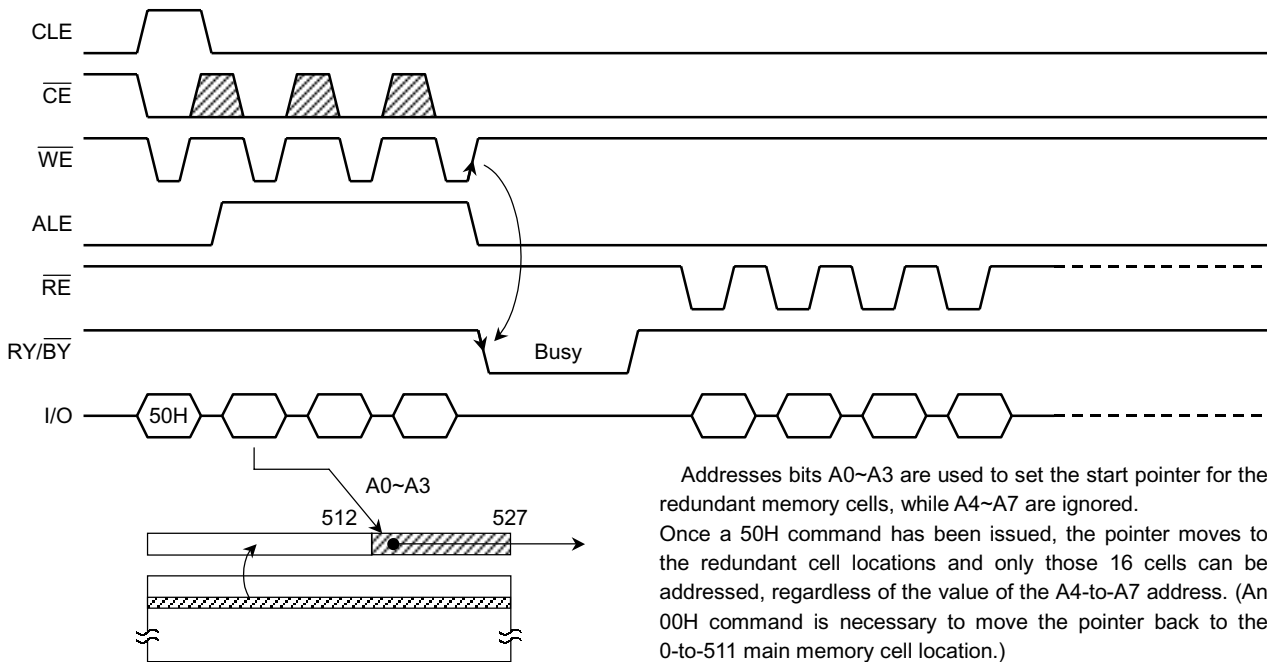 CLE
CE
WE
ALE
RE
RY/BY
Busy
I/O
50H
A0~A3
512
527
Addresses bits A0~A3 are used to set the start pointer for the
redundant memory cells, while A4~A7 are ignored.
Once a 50H command has been issued, the pointer moves to
the redundant cell locations and only those 16 cells can be
addressed, regardless of the value of the A4-to-A7 address. (An
00H command is necessary to move the pointer back to the
0-to-511 main memory cell location.)